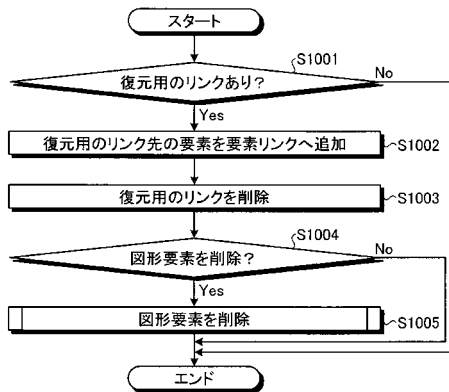 スタート
S1001
復元用のリンクあり?
No
Yes
復元用のリンク先の要素を要素リンクへ追加
S1002
復元用のリンクを削除
S1003
S1004
図形要素を削除?
No
Yes
図形要素を削除
S1005
エンド